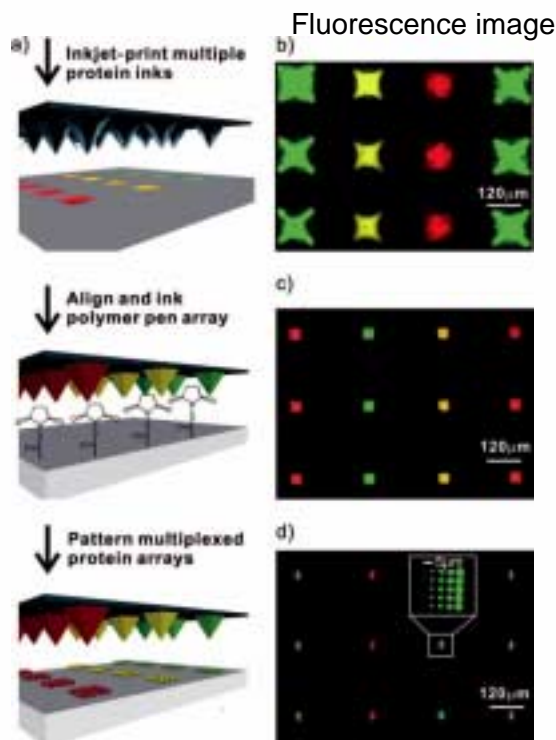 Fluorescence image
a)
Inkjet-print multiple
protein inks
b)
120μm
Align and ink
polymer pen array
c)
120μm
Pattern multiplexed
protein arrays
d)
120μm